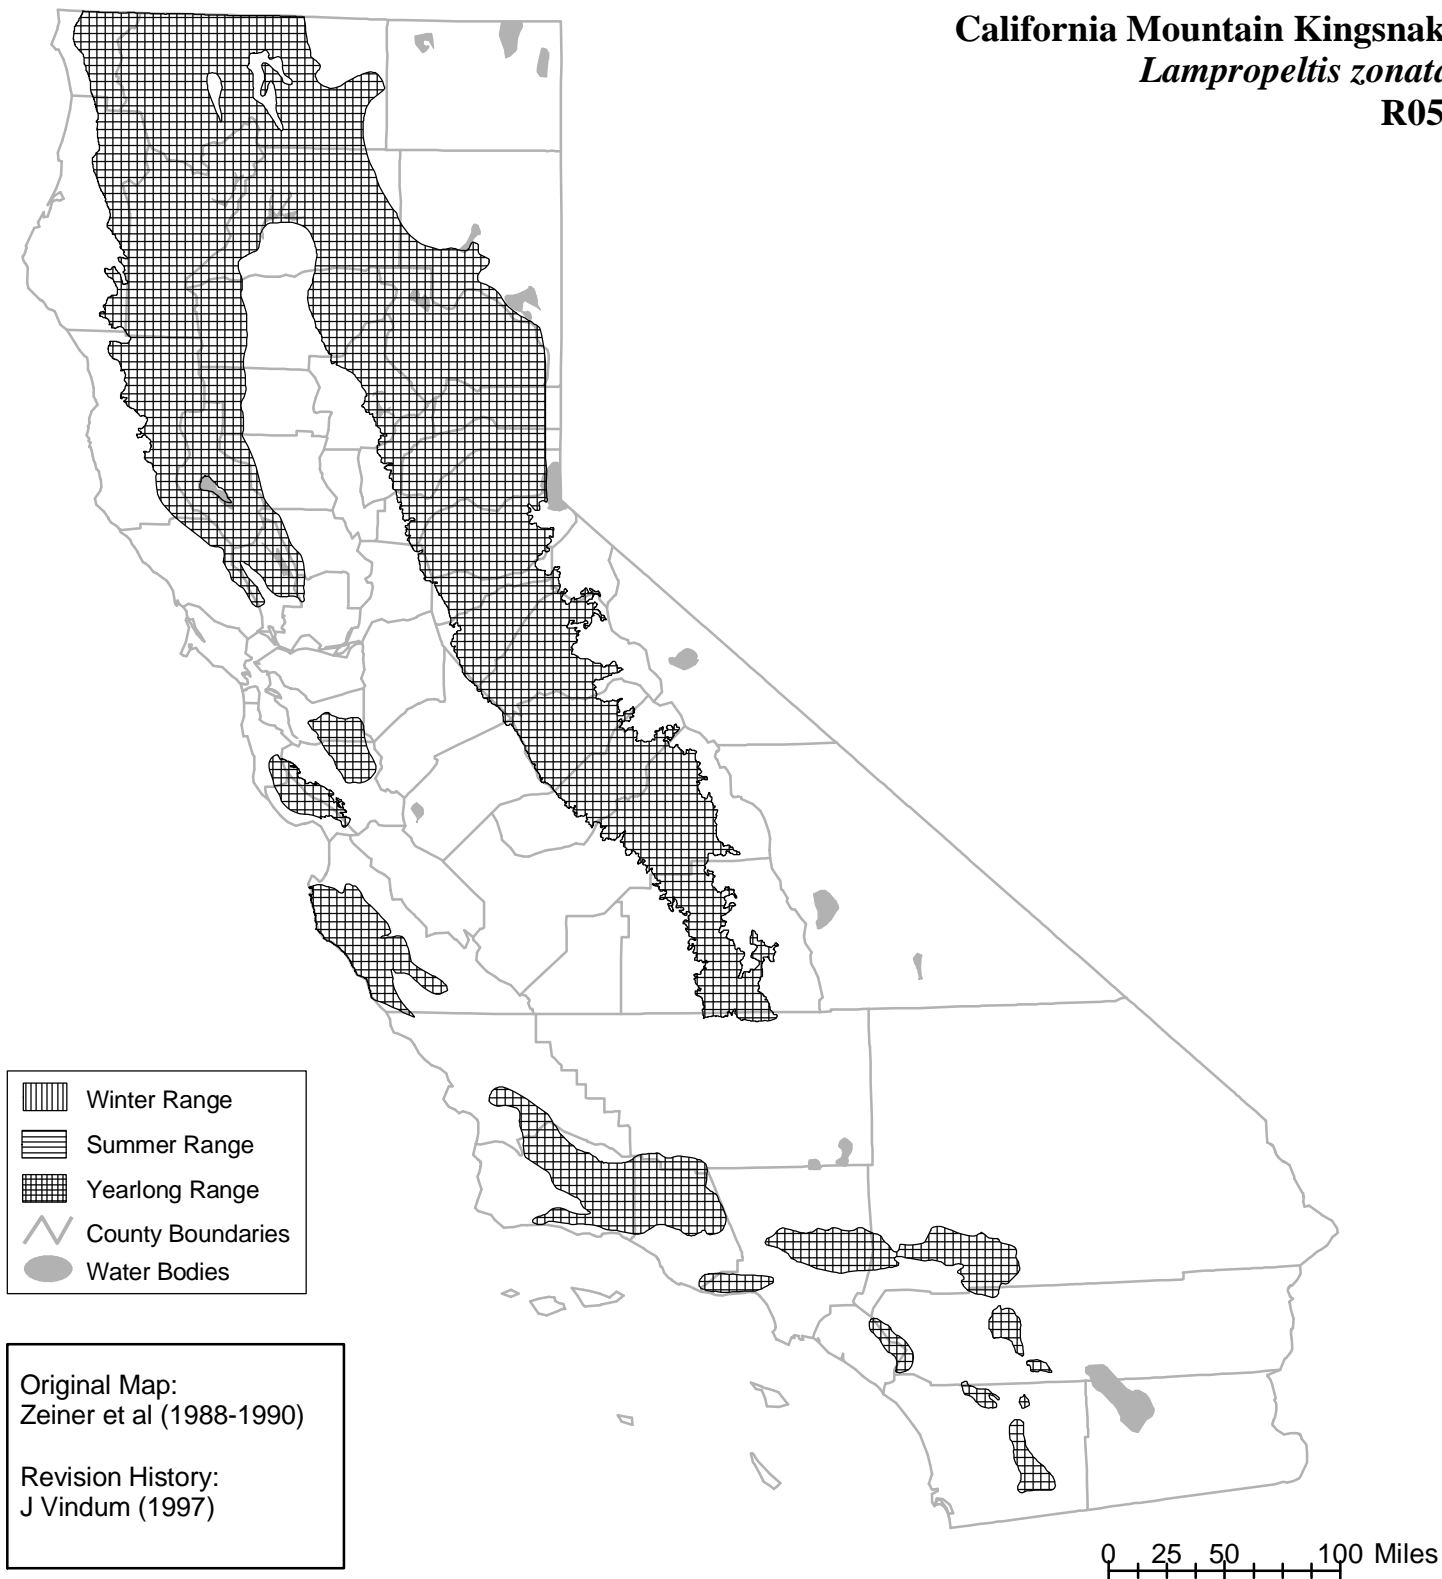 California Mountain Kingsnak
Lampropeltis zonata
R05
Winter Range
Summer Range
Yearlong Range
County Boundaries
Water Bodies
Original Map:
Zeiner et al (1988-1990)
Revision History:
J Vindum (1997)
0 25 50 100 Miles